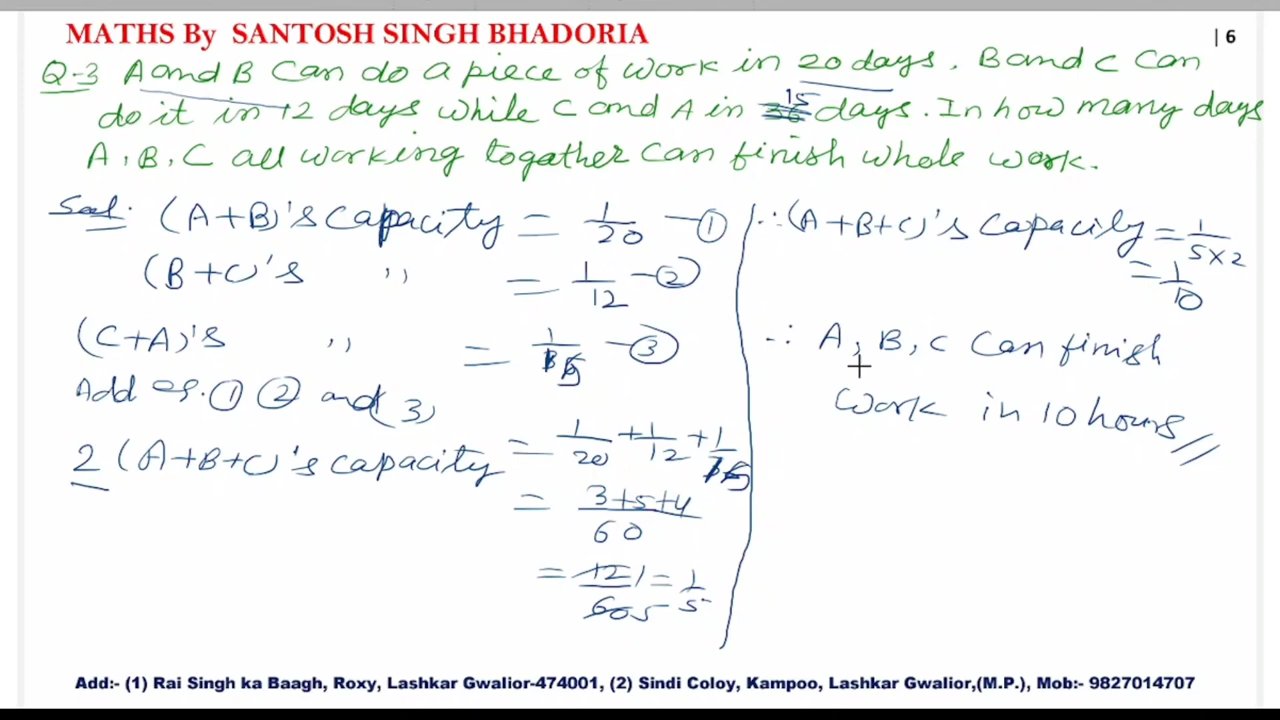 MATHS By SANTOSH SINGH BHADORIA
| 6
Q-3 A and B Can do a piece of work in 20 days. B and C Can
do it in 12 days while C and A in 15 days. In how many days
A, B, C all working together Can finish whole work.
Sol. (A+B)'s Capacity = 1/20 - ①
(B+C)'s ,, = 1/12 - ②
(C+A)'s ,, = 1/15 - ③
Add eq. ① ② and (3)
2 (A+B+C)'s capacity = 1/20 + 1/12 + 1/15
= 3+5+4/60
= 12 1/60 5 = 1/5
∴ (A+B+C)'s Capacity = 1/5×2
= 1/10
∴ A, B, C Can finish
work in 10 hours //
Add:- (1) Rai Singh ka Baagh, Roxy, Lashkar Gwalior-474001, (2) Sindi Coloy, Kampoo, Lashkar Gwalior,(M.P.), Mob:- 9827014707